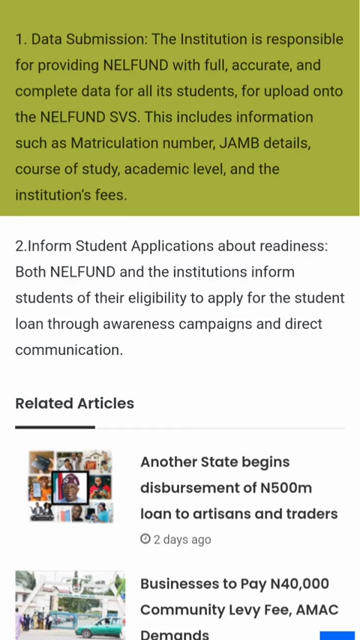 1. Data Submission: The Institution is responsible
for providing NELFUND with full, accurate, and
complete data for all its students, for upload onto
the NELFUND SVS. This includes information
such as Matriculation number, JAMB details,
course of study, academic level, and the
institution's fees.
2.Inform Student Applications about readiness:
Both NELFUND and the institutions inform
students of their eligibility to apply for the student
loan through awareness campaigns and direct
communication.
Related Articles
Another State begins
disbursement of N500m
loan to artisans and traders
2 days ago
Businesses to Pay N40,000
Community Levy Fee, AMAC
Demands